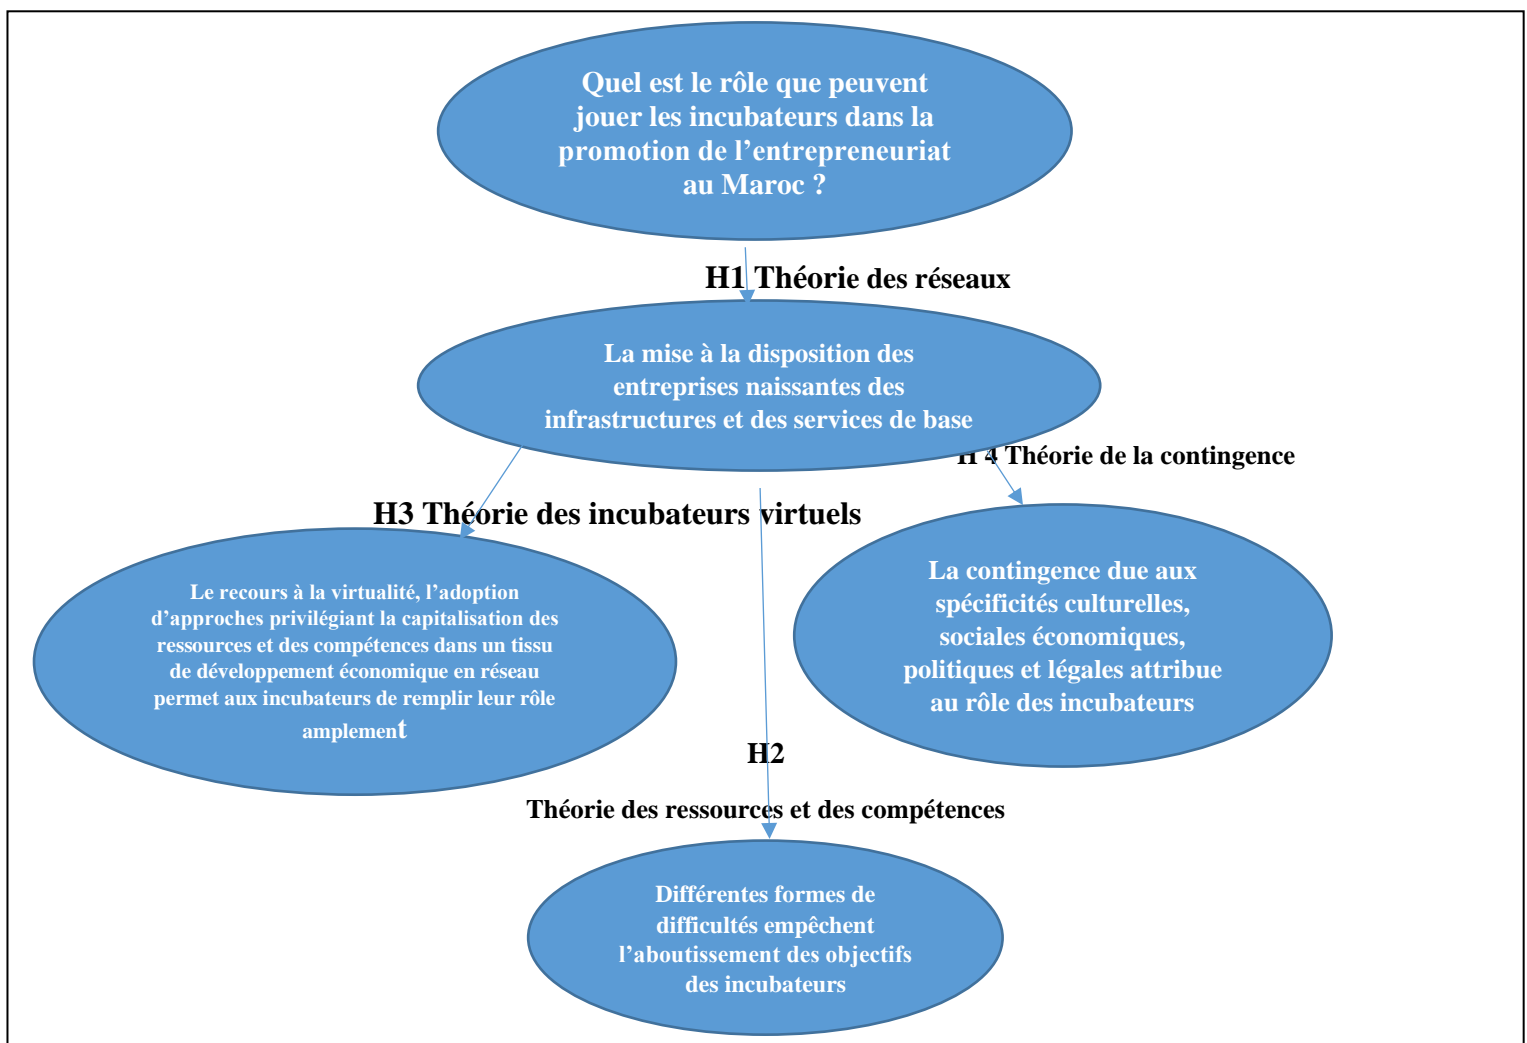 Quel est le rôle que peuvent
jouer les incubateurs dans la
promotion de l’entrepreneuriat
au Maroc ?
H1 Théorie des réseaux
La mise à la disposition des
entreprises naissantes des
infrastructures et des services de base
H 4 Théorie de la contingence
H3 Théorie des incubateurs virtuels
Le recours à la virtualité, l’adoption
d’approches privilégiant la capitalisation des
ressources et des compétences dans un tissu
de développement économique en réseau
permet aux incubateurs de remplir leur rôle
amplement
La contingence due aux
spécificités culturelles,
sociales économiques,
politiques et légales attribue
au rôle des incubateurs
H2
Théorie des ressources et des compétences
Différentes formes de
difficultés empêchent
l’aboutissement des objectifs
des incubateurs